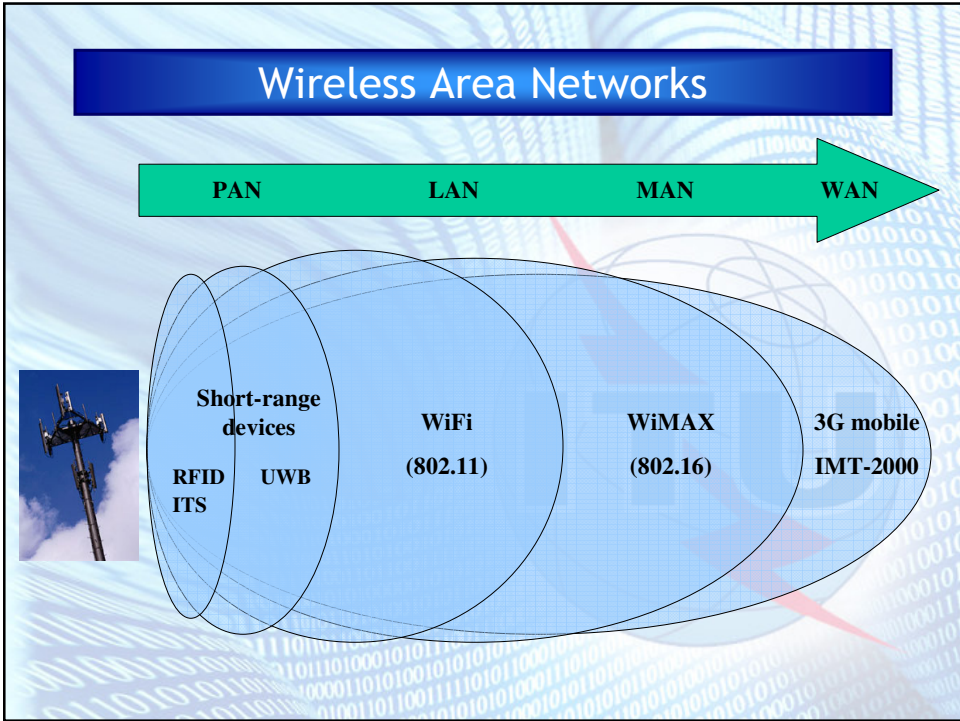 Wireless Area Networks
PAN LAN MAN WAN
Short-range
devices
RFID UWB
ITS
WiFi
(802.11)
WiMAX
(802.16)
3G mobile
IMT-2000
ITU